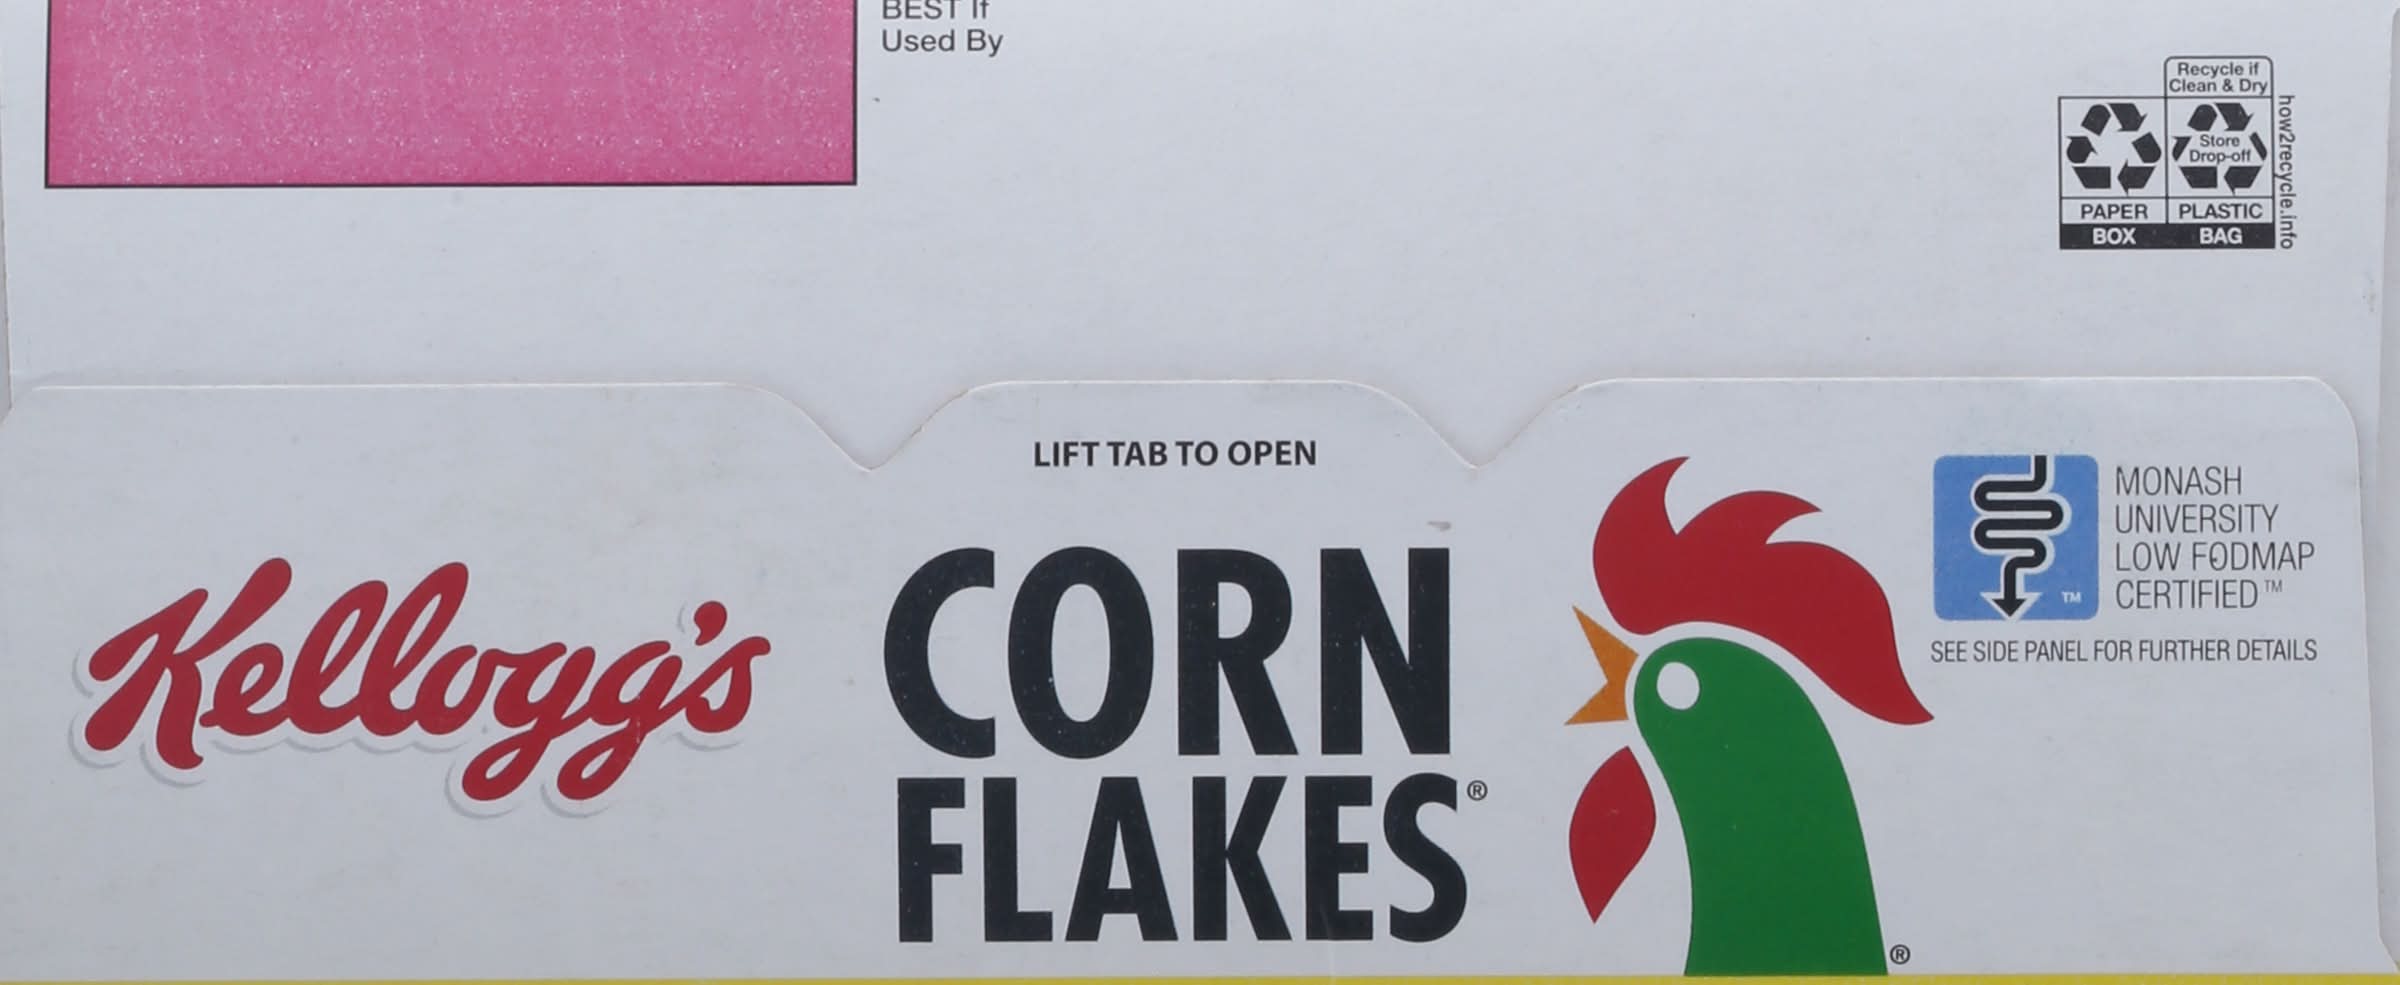 BEST If
Used By
Recycle if
Clean & Dry
Store
Drop-off
PAPER
PLASTIC
BOX
BAG
how2recycle.info
LIFT TAB TO OPEN
Kellogg's
CORN
FLAKES®
®
TM
MONASH
UNIVERSITY
LOW FODMAP
CERTIFIED™
SEE SIDE PANEL FOR FURTHER DETAILS